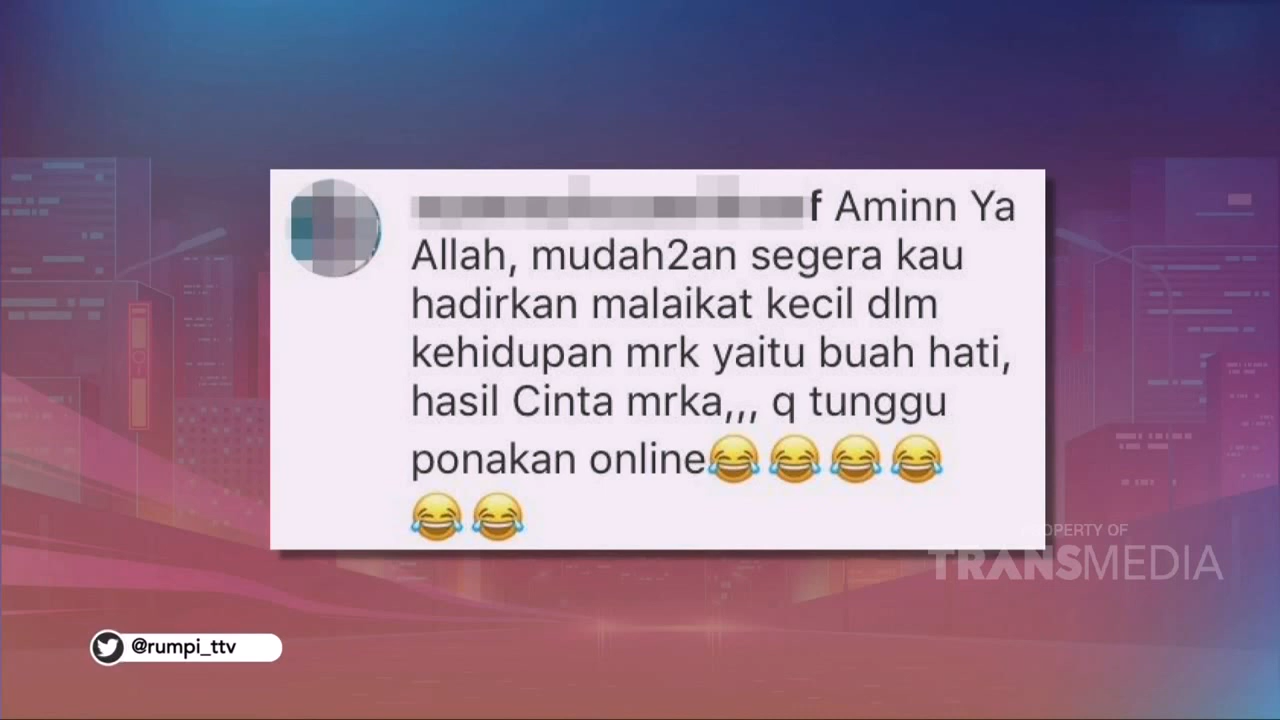 f Aminn Ya
Allah, mudah2an segera kau
hadirkan malaikat kecil dlm
kehidupan mrk yaitu buah hati,
hasil Cinta mrka,,, q tunggu
ponakan online😂😂😂😂
😂😂
PROPERTY OF
TRANSMEDIA
@rumpi_ttv